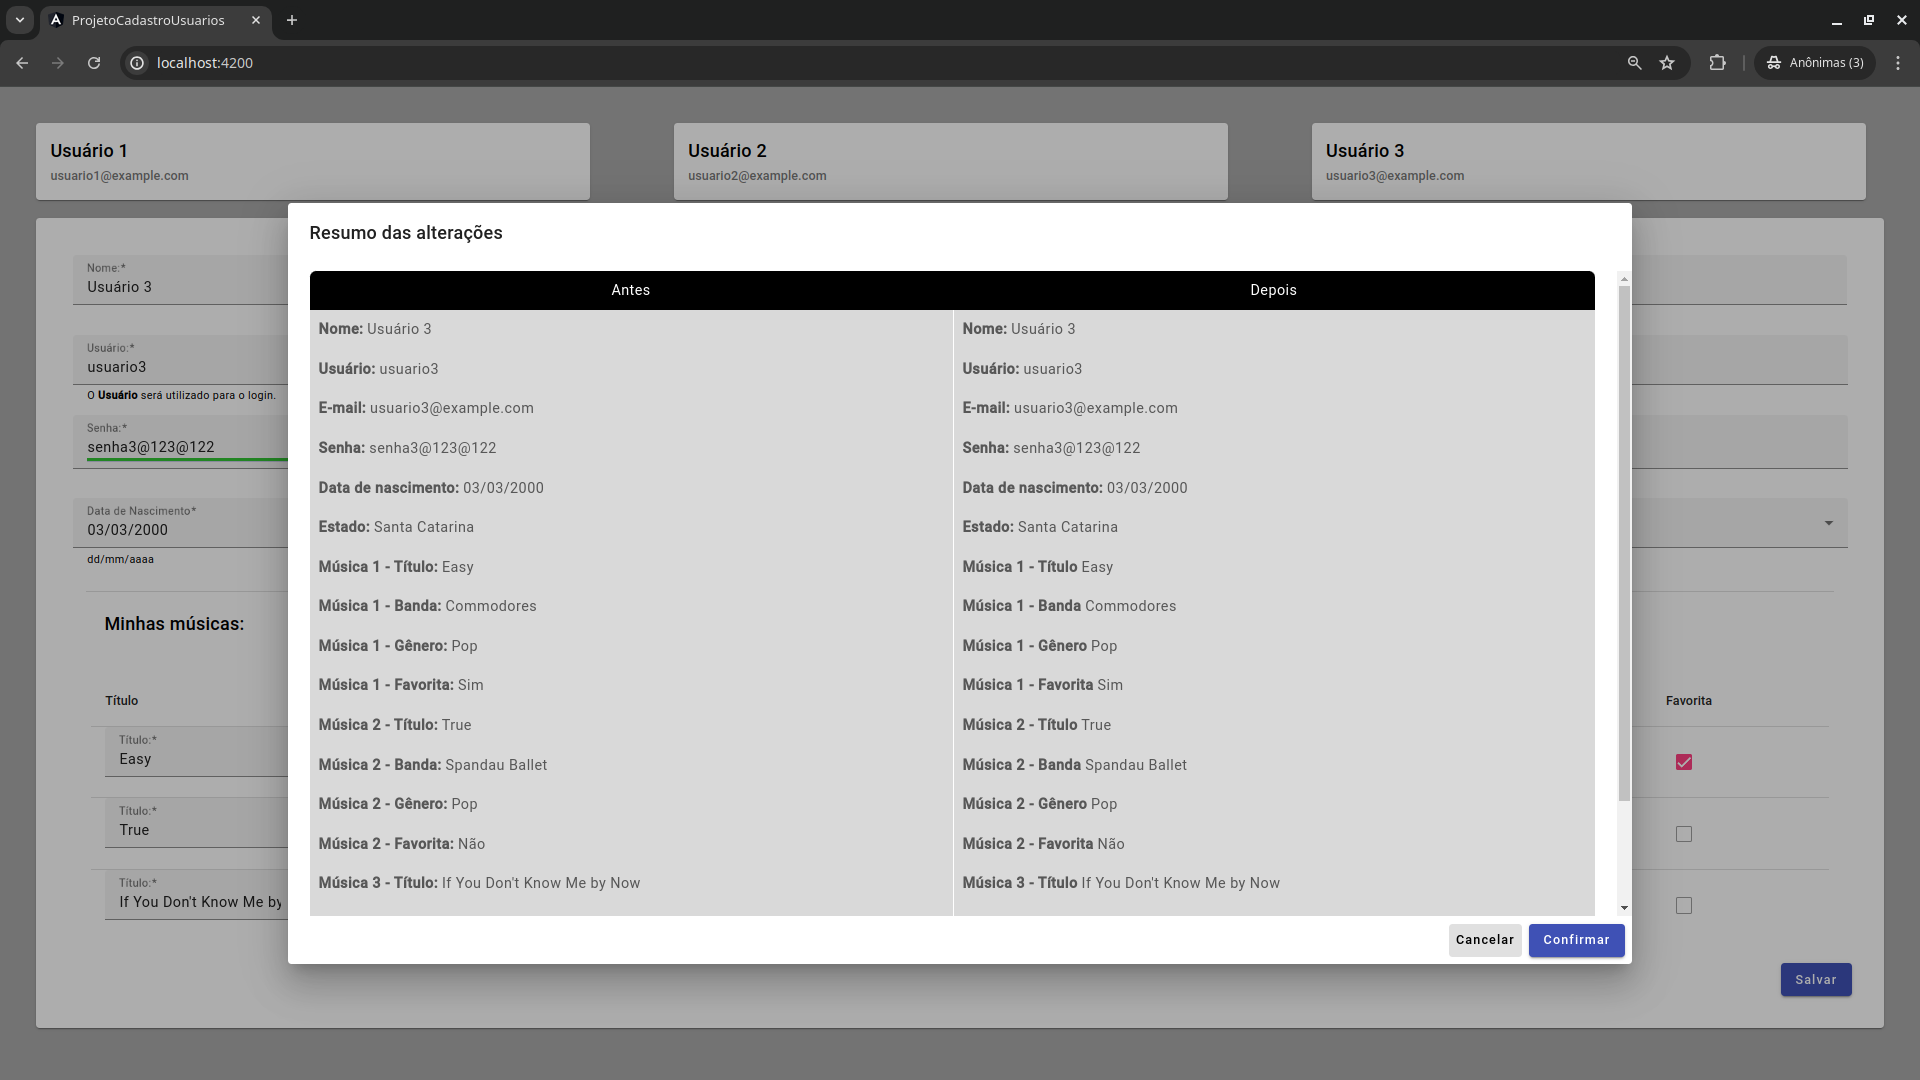 ProjetoCadastroUsuarios
localhost:4200
Anônimas (3)
Usuário 1
usuario1@example.com
Usuário 2
usuario2@example.com
Usuário 3
usuario3@example.com
Nome:*
Usuário 3
Usuário:*
usuario3
O Usuário será utilizado para o login.
Senha:*
senha3@123@122
Data de Nascimento*
03/03/2000
dd/mm/aaaa
Minhas músicas:
Título
Favorita
Título:*
Easy
Título:*
True
Título:*
If You Don't Know Me by
Salvar
Resumo das alterações
Antes
Depois
Nome: Usuário 3
Nome: Usuário 3
Usuário: usuario3
Usuário: usuario3
E-mail: usuario3@example.com
E-mail: usuario3@example.com
Senha: senha3@123@122
Senha: senha3@123@122
Data de nascimento: 03/03/2000
Data de nascimento: 03/03/2000
Estado: Santa Catarina
Estado: Santa Catarina
Música 1 - Título: Easy
Música 1 - Título Easy
Música 1 - Banda: Commodores
Música 1 - Banda Commodores
Música 1 - Gênero: Pop
Música 1 - Gênero Pop
Música 1 - Favorita: Sim
Música 1 - Favorita Sim
Música 2 - Título: True
Música 2 - Título True
Música 2 - Banda: Spandau Ballet
Música 2 - Banda Spandau Ballet
Música 2 - Gênero: Pop
Música 2 - Gênero Pop
Música 2 - Favorita: Não
Música 2 - Favorita Não
Música 3 - Título: If You Don't Know Me by Now
Música 3 - Título If You Don't Know Me by Now
Cancelar
Confirmar